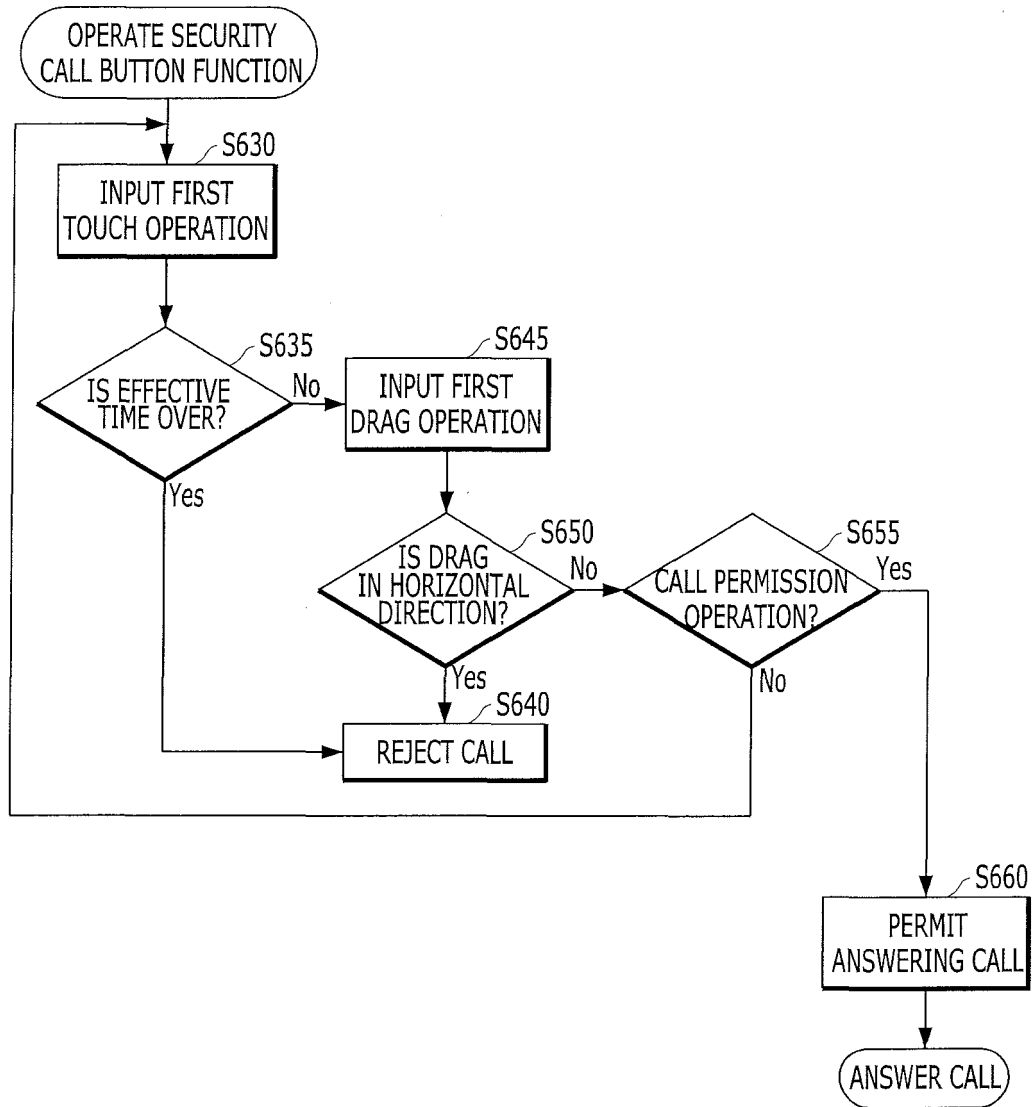 OPERATE SECURITY
CALL BUTTON FUNCTION
S630
INPUT FIRST
TOUCH OPERATION
S635
IS EFFECTIVE
TIME OVER?
No
Yes
S645
INPUT FIRST
DRAG OPERATION
S650
IS DRAG
IN HORIZONTAL
DIRECTION?
No
Yes
S655
CALL PERMISSION
OPERATION?
Yes
No
S640
REJECT CALL
S660
PERMIT
ANSWERING CALL
ANSWER CALL